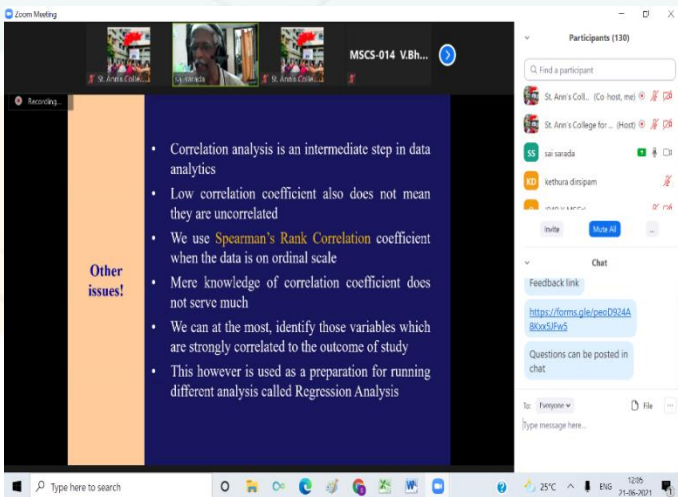 Zoom Meeting
Participants (130)
St. Ann's Colle...
sai sarada
St. Ann's Colle...
MSCS-014 V.Bh...
Find a participant
Recording...
St. Ann's Coll... (Co-host, me)
St. Ann's College for ... (Host)
SS sai sarada
KD kethura dirsipam
Invite
Mute All
...
Chat
Feedback link
https://forms.gle/peoD924A
8Kxx5JFw5
Questions can be posted in
chat
To: Everyone
File
...
Type message here...
Other
issues!
• Correlation analysis is an intermediate step in data
analytics
• Low correlation coefficient also does not mean
they are uncorrelated
• We use Spearman's Rank Correlation coefficient
when the data is on ordinal scale
• Mere knowledge of correlation coefficient does
not serve much
• We can at the most, identify those variables which
are strongly correlated to the outcome of study
• This however is used as a preparation for running
different analysis called Regression Analysis
Type here to search
25°C
ENG
12:05
21-06-2021